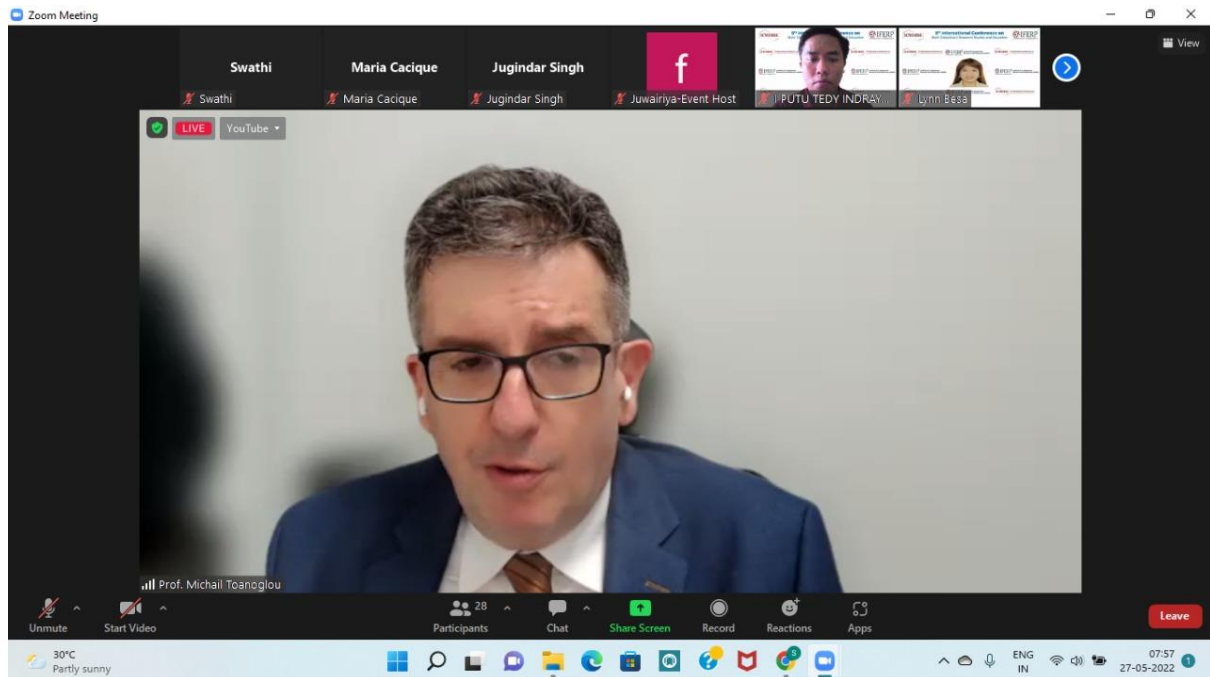 Zoom Meeting
View
Swathi
Maria Cacique
Jugindar Singh
f
Swathi
Maria Cacique
Jugindar Singh
Juwairiya-Event Host
I PUTU TEDY INDRAY...
Lynn Besa
LIVE
YouTube
Prof. Michail Toanoglou
Unmute
Start Video
28
Participants
Chat
Share Screen
Record
Reactions
Apps
Leave
30°C
Partly sunny
ENG
IN
07:57
27-05-2022
1